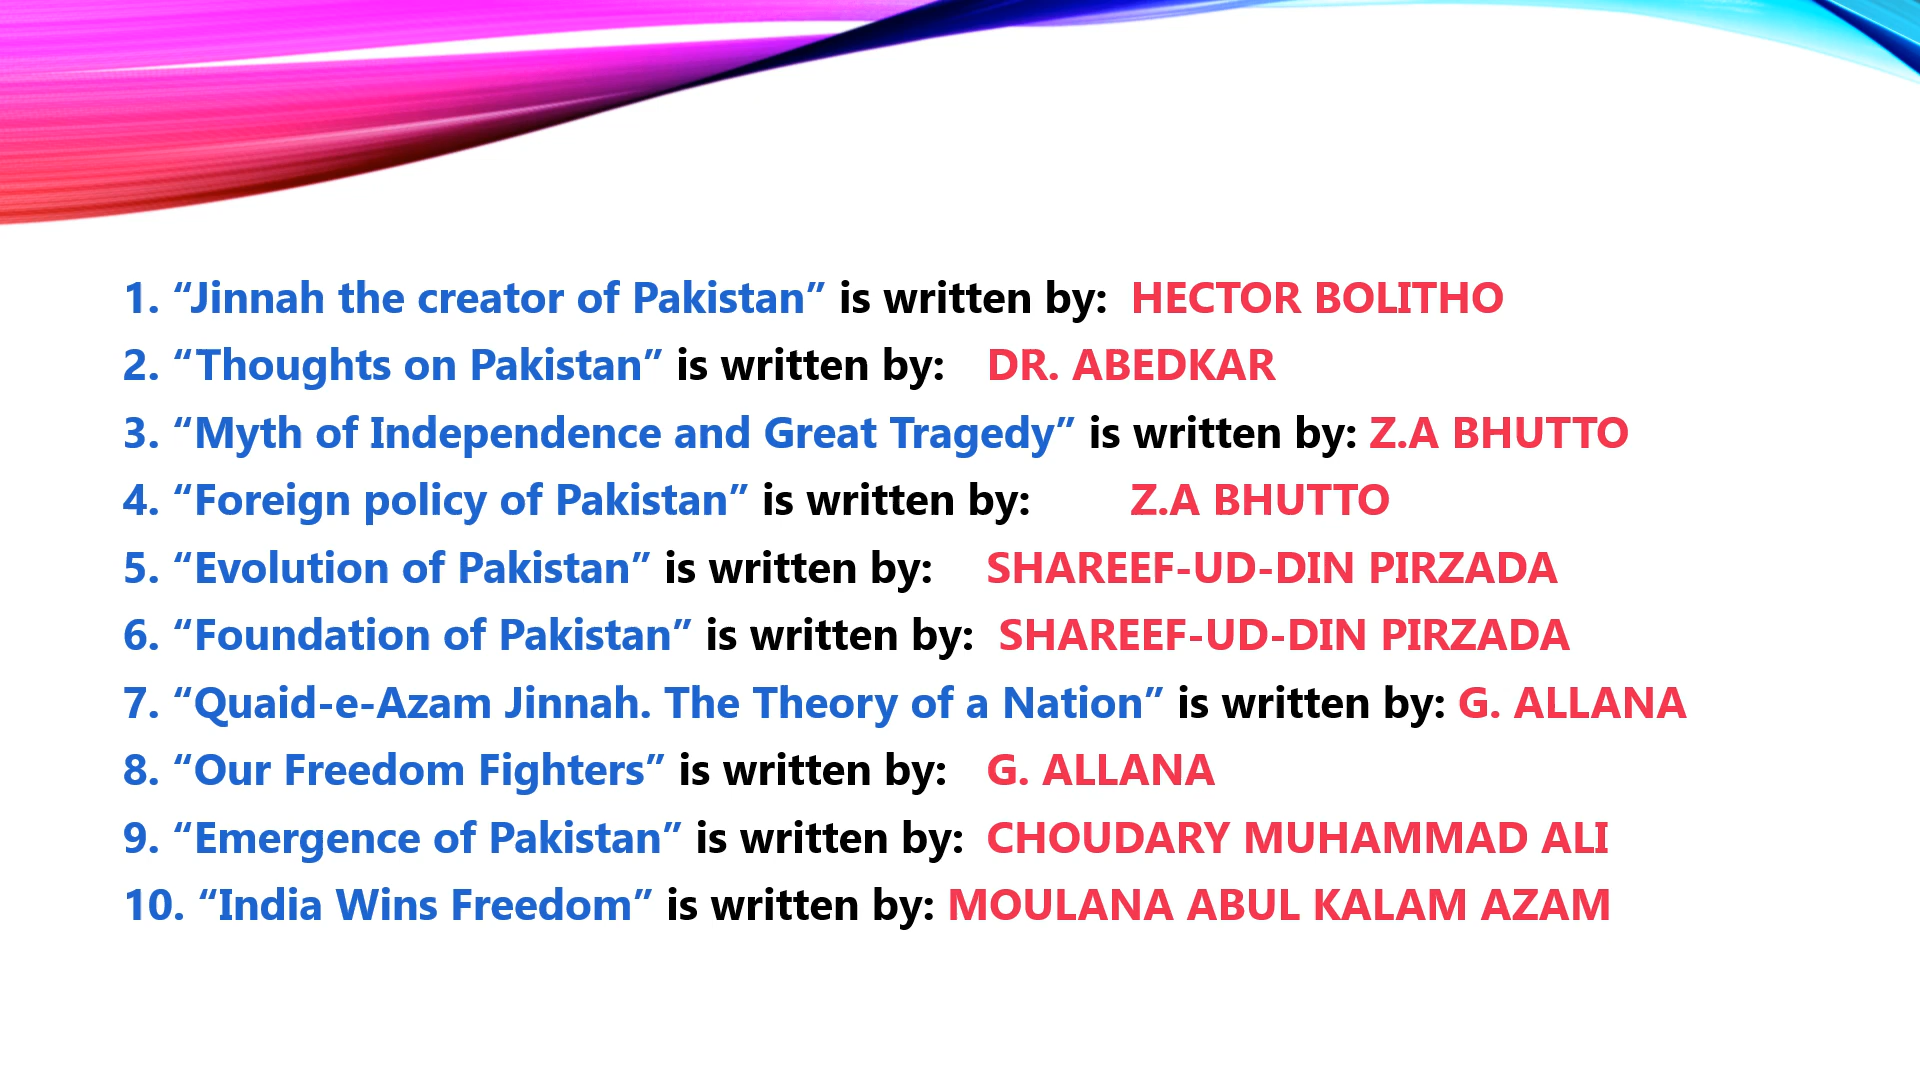 1. “Jinnah the creator of Pakistan” is written by: HECTOR BOLITHO
2. “Thoughts on Pakistan” is written by: DR. ABEDKAR
3. “Myth of Independence and Great Tragedy” is written by: Z.A BHUTTO
4. “Foreign policy of Pakistan” is written by: Z.A BHUTTO
5. “Evolution of Pakistan” is written by: SHAREEF-UD-DIN PIRZADA
6. “Foundation of Pakistan” is written by: SHAREEF-UD-DIN PIRZADA
7. “Quaid-e-Azam Jinnah. The Theory of a Nation” is written by: G. ALLANA
8. “Our Freedom Fighters” is written by: G. ALLANA
9. “Emergence of Pakistan” is written by: CHOUDARY MUHAMMAD ALI
10. “India Wins Freedom” is written by: MOULANA ABUL KALAM AZAM